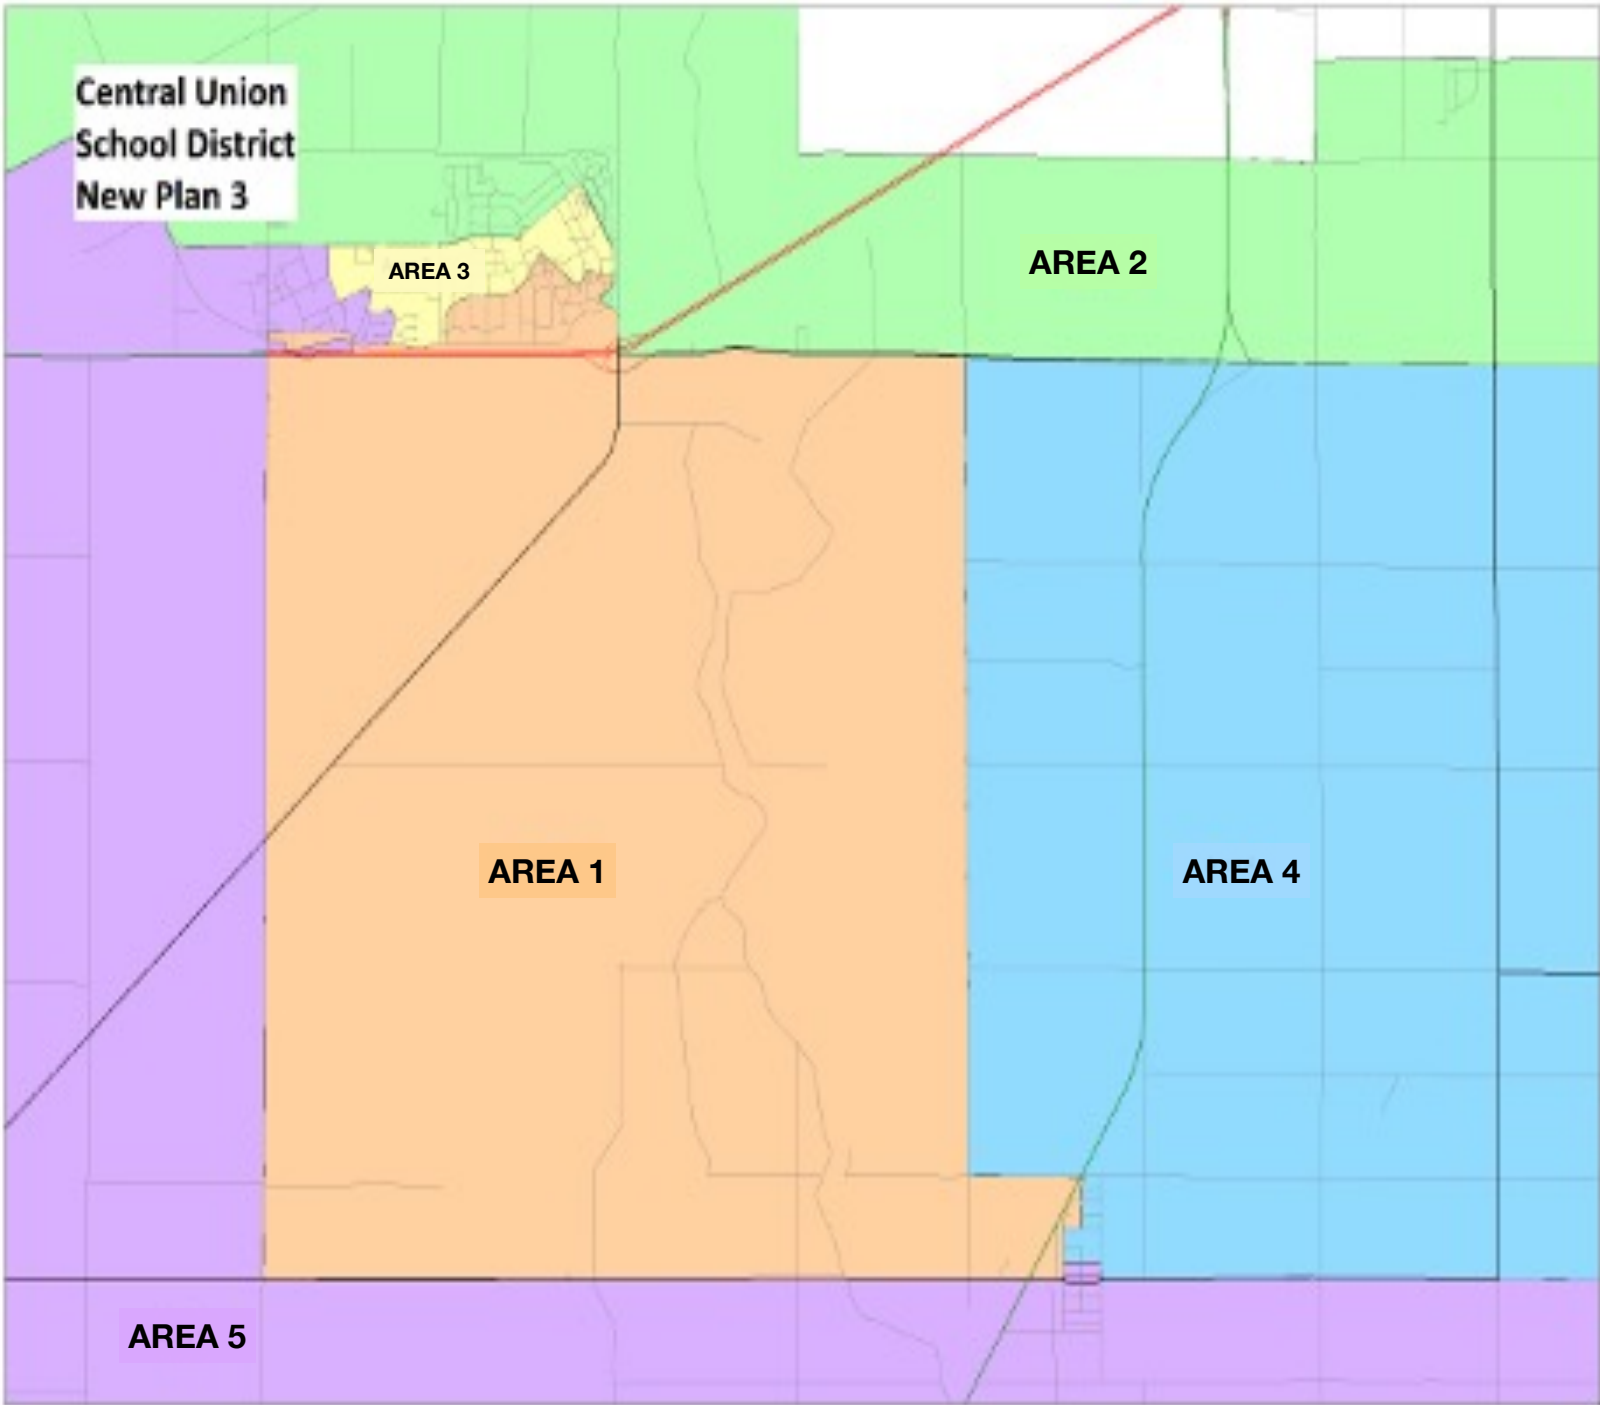 Central Union
School District
New Plan 3
AREA 2
AREA 3
AREA 1
AREA 4
AREA 5